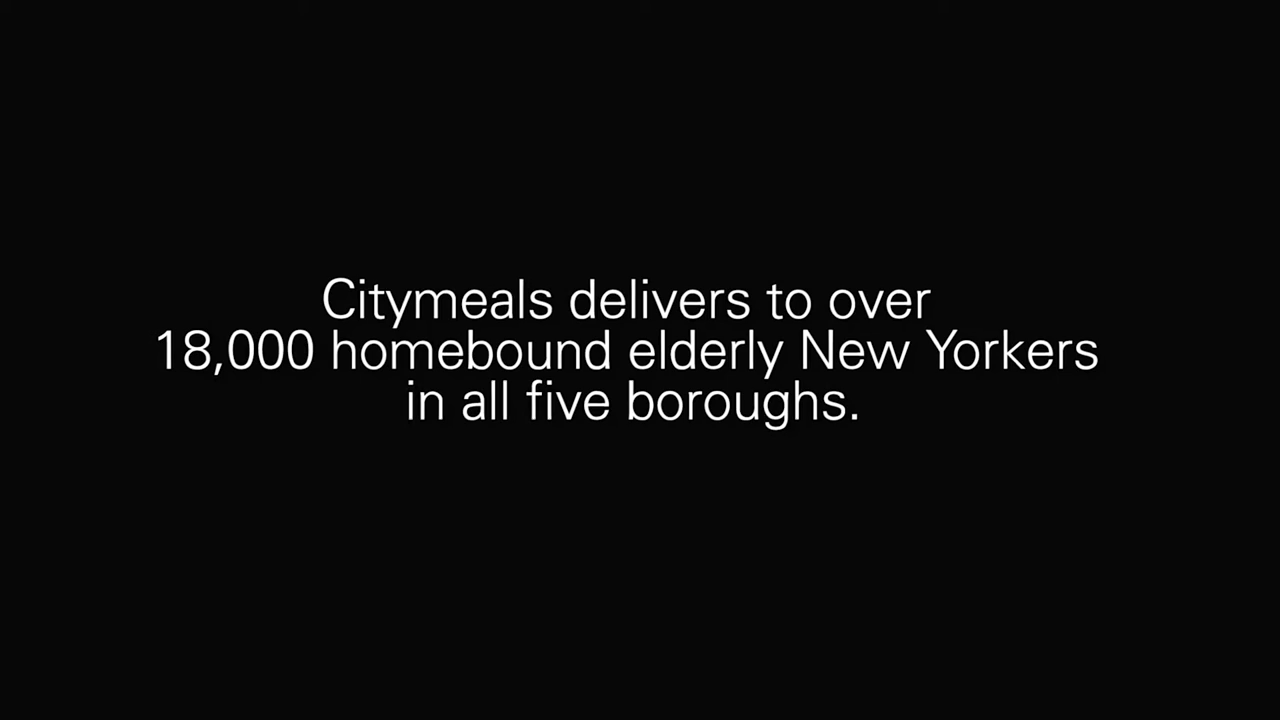 Citymeals delivers to over
18,000 homebound elderly New Yorkers
in all five boroughs.